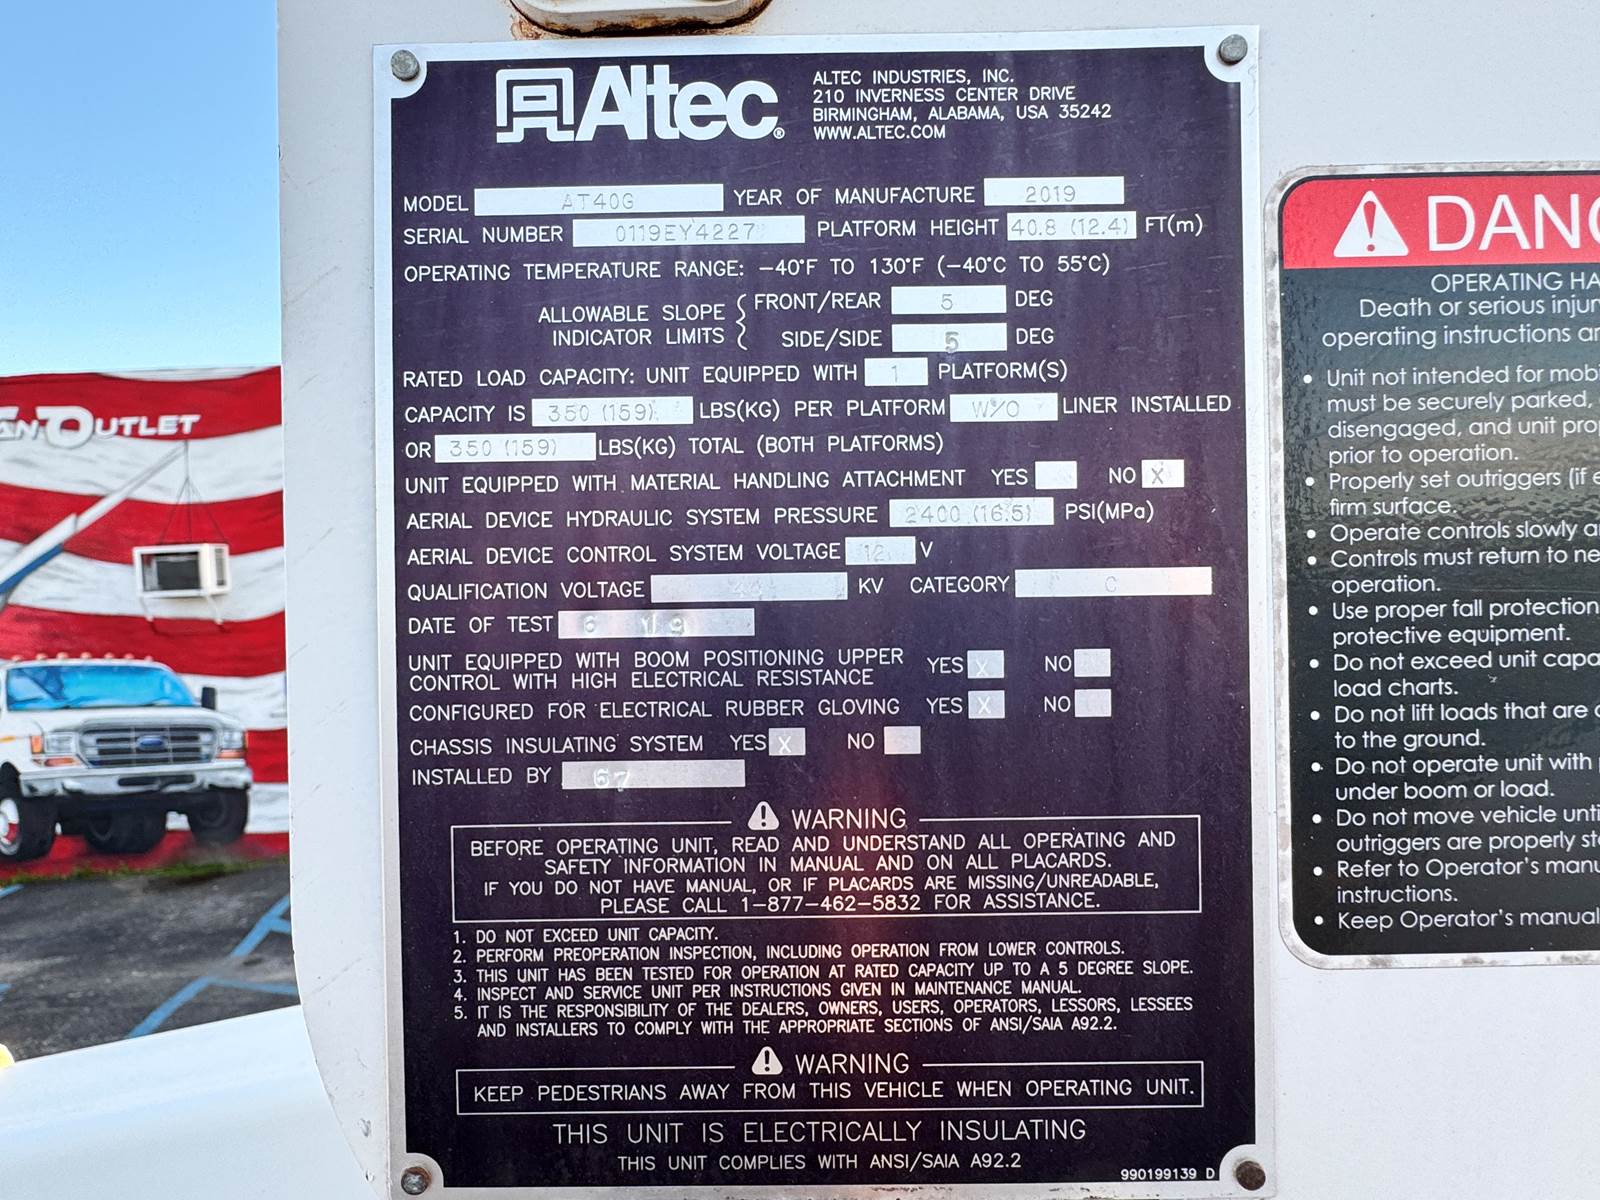 Altec®
ALTEC INDUSTRIES, INC.
210 INVERNESS CENTER DRIVE
BIRMINGHAM, ALABAMA, USA 35242
WWW.ALTEC.COM
MODEL AT40G YEAR OF MANUFACTURE 2019
SERIAL NUMBER 0119EY4227 PLATFORM HEIGHT 40.8 (12.4) FT(m)
OPERATING TEMPERATURE RANGE: -40°F TO 130°F (-40°C TO 55°C)
ALLOWABLE SLOPE INDICATOR LIMITS
FRONT/REAR 5 DEG
SIDE/SIDE 5 DEG
RATED LOAD CAPACITY: UNIT EQUIPPED WITH 1 PLATFORM(S)
CAPACITY IS 350 (159) LBS(KG) PER PLATFORM W/O LINER INSTALLED
OR 350 (159) LBS(KG) TOTAL (BOTH PLATFORMS)
UNIT EQUIPPED WITH MATERIAL HANDLING ATTACHMENT YES NO X
AERIAL DEVICE HYDRAULIC SYSTEM PRESSURE 2400 (16.5) PSI(MPa)
AERIAL DEVICE CONTROL SYSTEM VOLTAGE 12 V
QUALIFICATION VOLTAGE KV CATEGORY C
DATE OF TEST 6 19
UNIT EQUIPPED WITH BOOM POSITIONING UPPER
CONTROL WITH HIGH ELECTRICAL RESISTANCE YES X NO
CONFIGURED FOR ELECTRICAL RUBBER GLOVING YES X NO
CHASSIS INSULATING SYSTEM YES X NO
INSTALLED BY 67
WARNING
BEFORE OPERATING UNIT, READ AND UNDERSTAND ALL OPERATING AND
SAFETY INFORMATION IN MANUAL AND ON ALL PLACARDS.
IF YOU DO NOT HAVE MANUAL, OR IF PLACARDS ARE MISSING/UNREADABLE,
PLEASE CALL 1-877-462-5832 FOR ASSISTANCE.
1. DO NOT EXCEED UNIT CAPACITY.
2. PERFORM PREOPERATION INSPECTION, INCLUDING OPERATION FROM LOWER CONTROLS.
3. THIS UNIT HAS BEEN TESTED FOR OPERATION AT RATED CAPACITY UP TO A 5 DEGREE SLOPE.
4. INSPECT AND SERVICE UNIT PER INSTRUCTIONS GIVEN IN MAINTENANCE MANUAL.
5. IT IS THE RESPONSIBILITY OF THE DEALERS, OWNERS, USERS, OPERATORS, LESSORS, LESSEES
AND INSTALLERS TO COMPLY WITH THE APPROPRIATE SECTIONS OF ANSI/SAIA A92.2.
WARNING
KEEP PEDESTRIANS AWAY FROM THIS VEHICLE WHEN OPERATING UNIT.
THIS UNIT IS ELECTRICALLY INSULATING
THIS UNIT COMPLIES WITH ANSI/SAIA A92.2
990199139 D
DANG
OPERATING HA
Death or serious injur
operating instructions a
• Unit not intended for mobi
must be securely parked,
disengaged, and unit prop
prior to operation.
• Properly set outriggers (if e
firm surface.
• Operate controls slowly a
• Controls must return to ne
operation.
• Use proper fall protection
protective equipment.
• Do not exceed unit capa
load charts.
• Do not lift loads that are
to the ground.
• Do not operate unit with
under boom or load.
• Do not move vehicle unti
outriggers are properly st
• Refer to Operator's manu
instructions.
• Keep Operator's manual
AN OUTLET